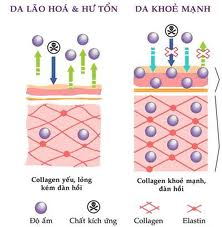 DA LÃO HOÁ & HƯ TỔN
DA KHOẺ MẠNH
Collagen yếu, lỏng
kém đàn hồi
Collagen khoẻ mạnh,
đàn hồi
Độ ẩm
Chất kích ứng
Collagen
Elastin